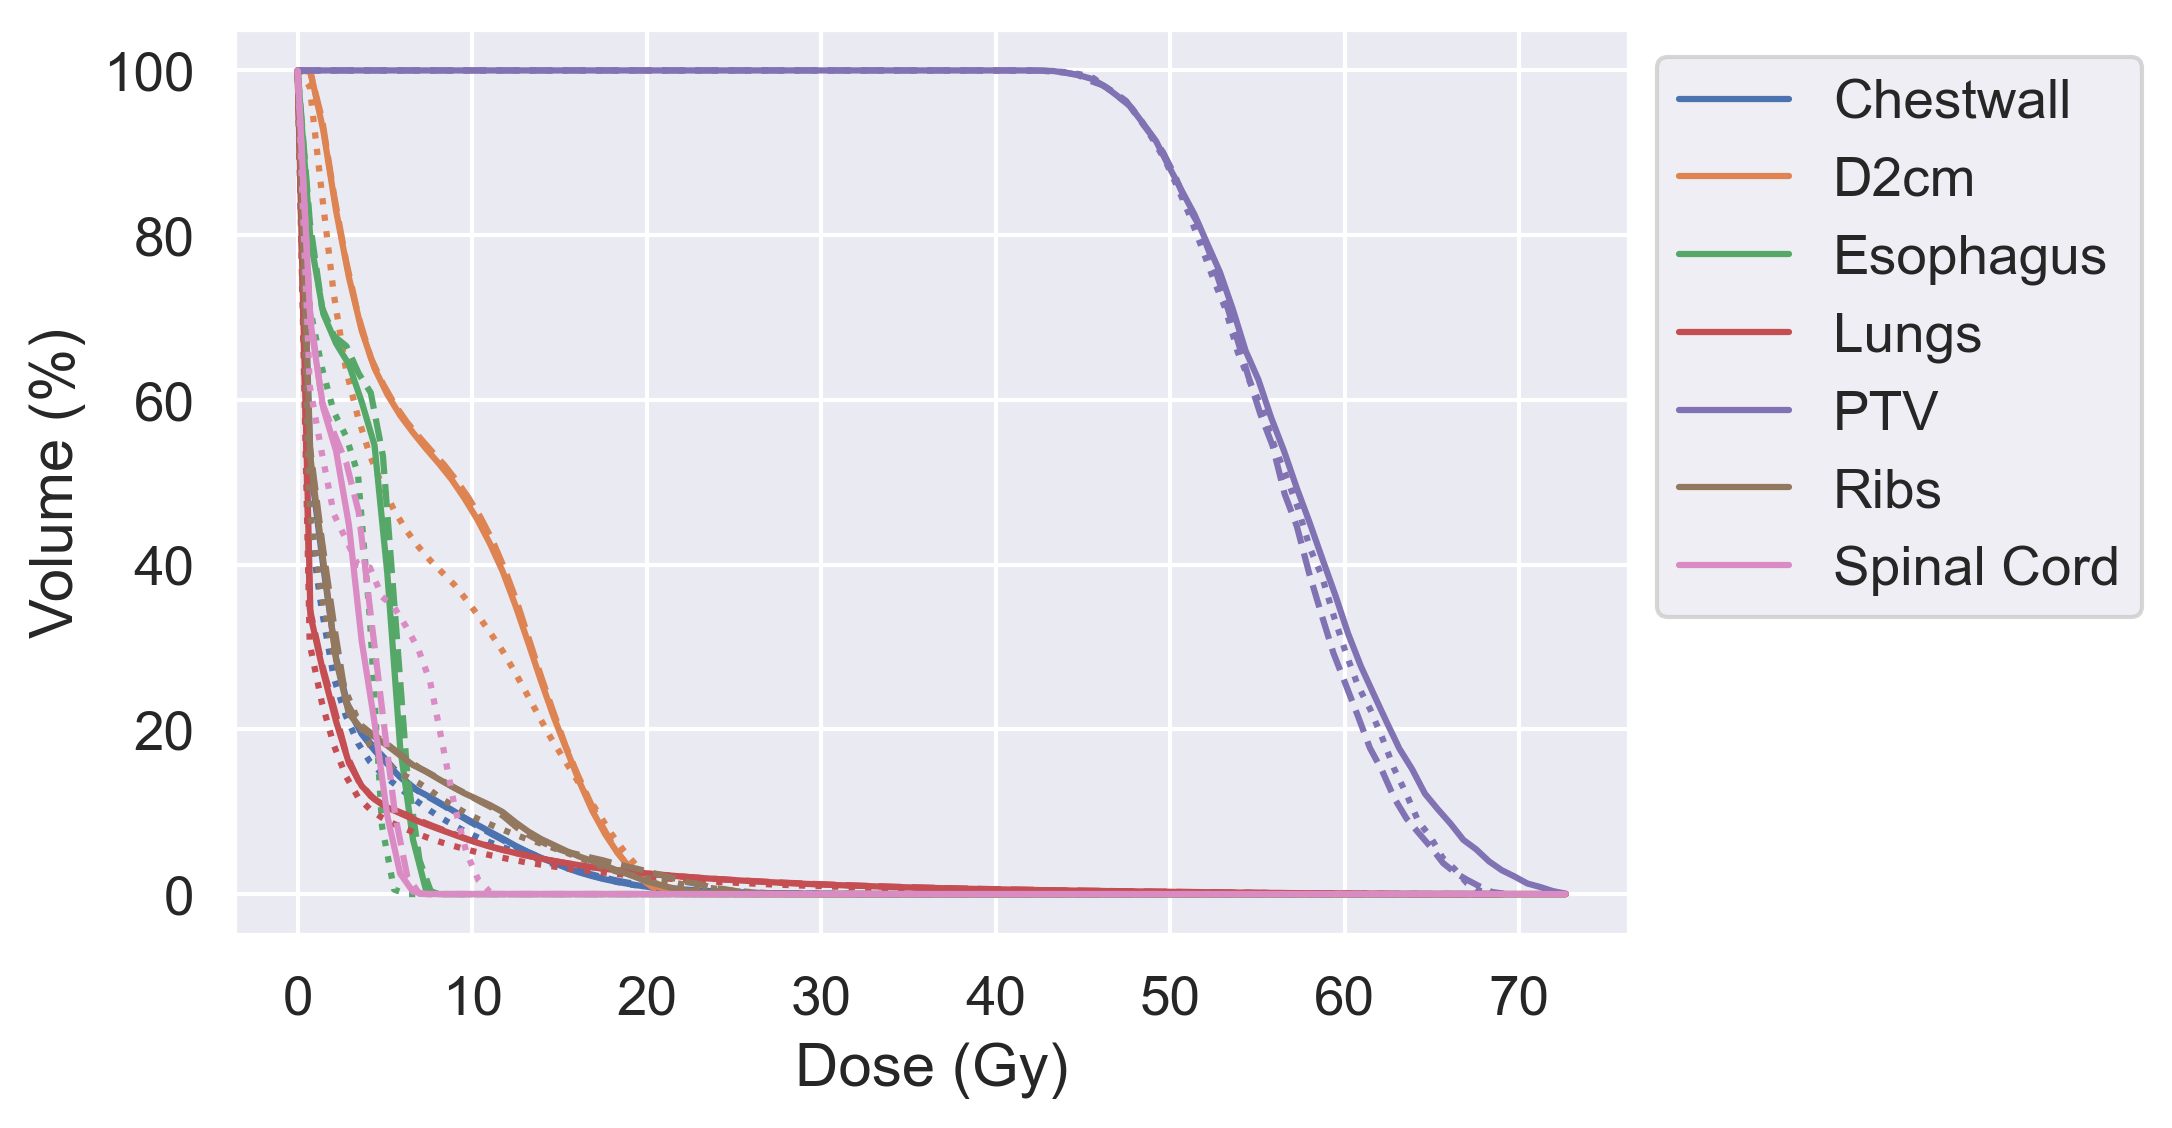 Volume (%)
100
80
60
40
20
0
0 10 20 30 40 50 60 70
Dose (Gy)
Chestwall
D2cm
Esophagus
Lungs
PTV
Ribs
Spinal Cord